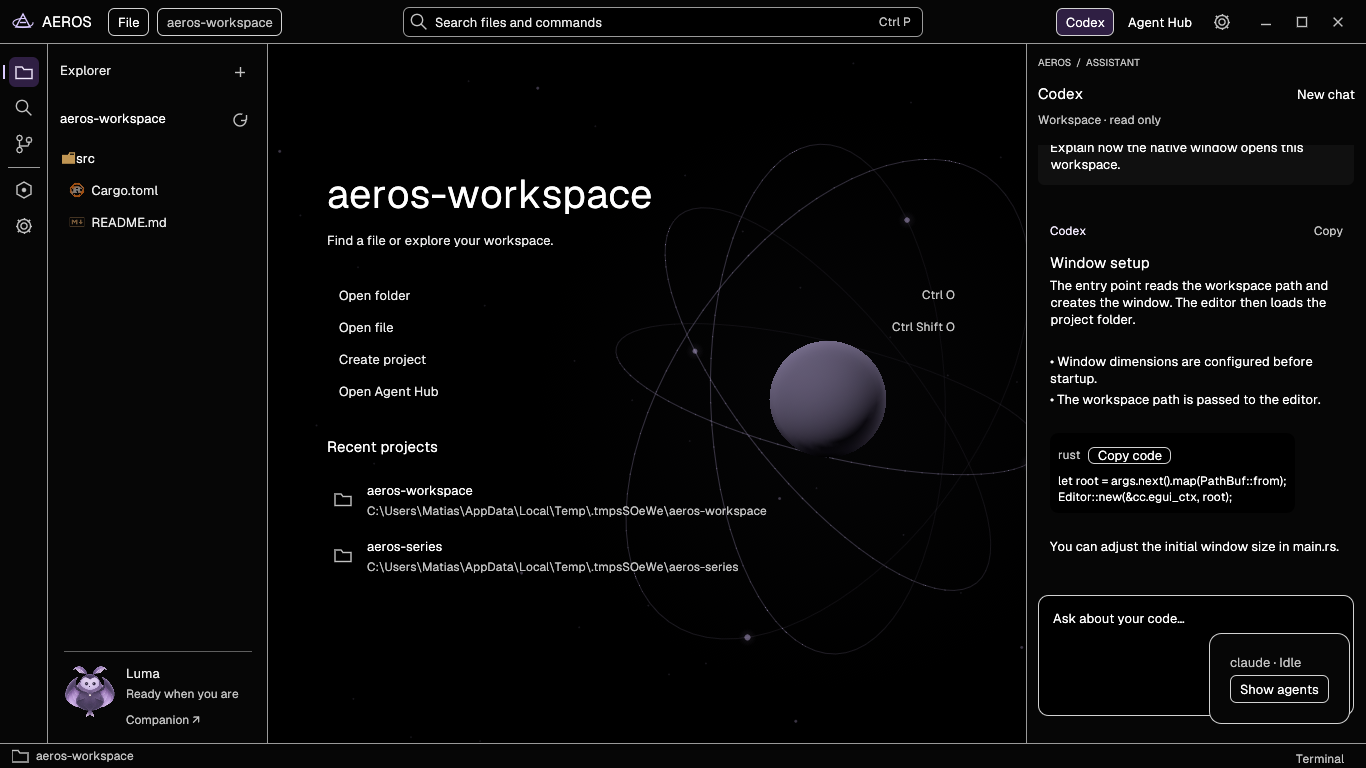 AEROS
File
aeros-workspace
Search files and commands
Ctrl P
Codex
Agent Hub
Explorer
aeros-workspace
src
Cargo.toml
README.md
Luma
Ready when you are
Companion ↗
aeros-workspace
Find a file or explore your workspace.
Open folder
Ctrl O
Open file
Ctrl Shift O
Create project
Open Agent Hub
Recent projects
aeros-workspace
C:\Users\Matias\AppData\Local\Temp\.tmpsSOeWe\aeros-workspace
aeros-series
C:\Users\Matias\AppData\Local\Temp\.tmpsSOeWe\aeros-series
AEROS / ASSISTANT
Codex
New chat
Workspace · read only
Explain how the native window opens this
workspace.
Codex
Copy
Window setup
The entry point reads the workspace path and
creates the window. The editor then loads the
project folder.
• Window dimensions are configured before
startup.
• The workspace path is passed to the editor.
rust
Copy code
let root = args.next().map(PathBuf::from);
Editor::new(&cc.egui_ctx, root);
You can adjust the initial window size in main.rs.
Ask about your code…
claude · Idle
Show agents
aeros-workspace
Terminal